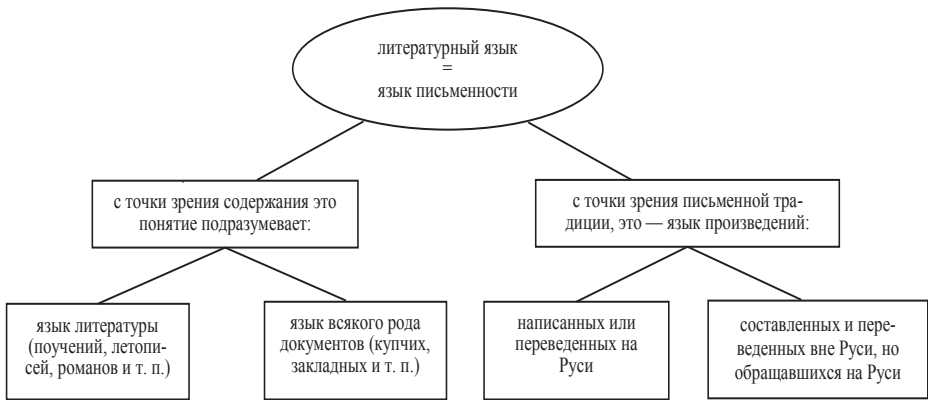 литературный язык
=
язык письменности
с точки зрения содержания это
понятие подразумевает:
с точки зрения письменной тра-
диции, это — язык произведений:
язык литературы
(поучений, летопи-
сей, романов и т. п.)
язык всякого рода
документов (купчих,
закладных и т. п.)
написанных или
переведенных на
Руси
составленных и пере-
веденных вне Руси, но
обращавшихся на Руси